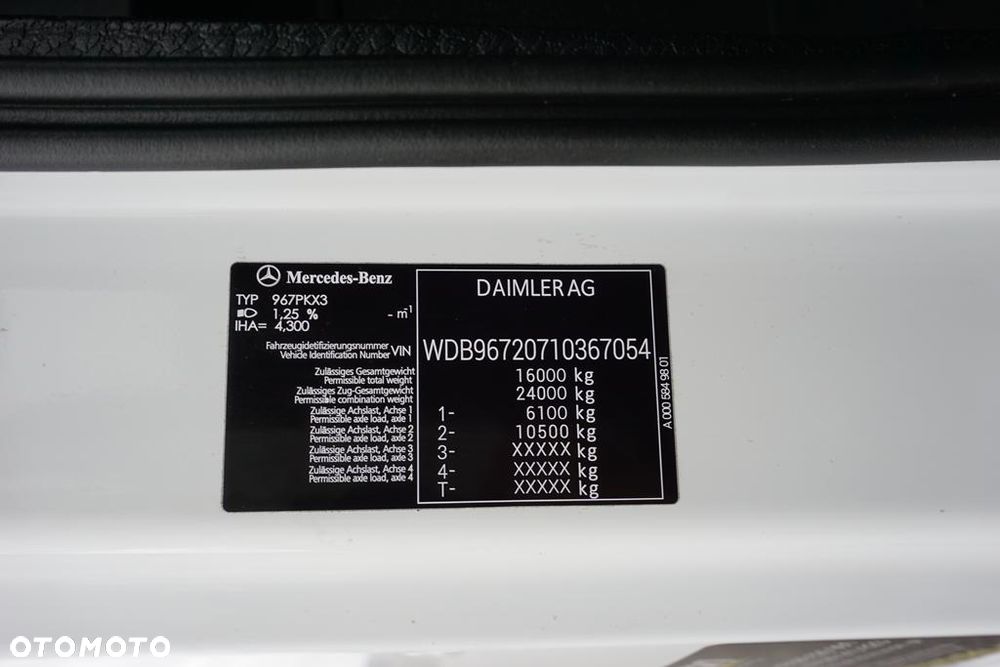 Mercedes-Benz
TYP 967PKX3
1,25 % - m⁻¹
IHA= 4,300
DAIMLER AG
Fahrzeugidetifizierungsnummer
Vehicle Identification Number VIN WDB96720710367054
Zulässiges Gesamtgewicht
Permissible total weight 16000 kg
Zulässiges Zug-Gesamtgewicht
Permissible combination weight 24000 kg
Zulässige Achslast, Achse 1
Permissible axle load, axle 1 1- 6100 kg
Zulässige Achslast, Achse 2
Permissible axle load, axle 2 2- 10500 kg
Zulässige Achslast, Achse 3
Permissible axle load, axle 3 3- XXXXX kg
Zulässige Achslast, Achse 4
Permissible axle load, axle 4 4- XXXXX kg
T- XXXXX kg
A 000 584 98 01
OTOMOTO